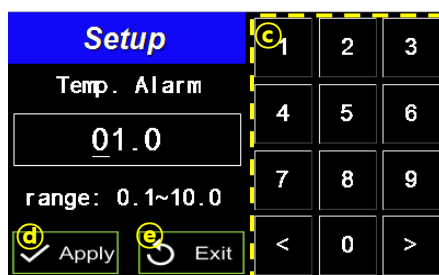 Setup
Temp. Alarm
01.0
range: 0.1~10.0
ⓓ Apply
ⓔ Exit
ⓒ
1 2 3
4 5 6
7 8 9
< 0 >